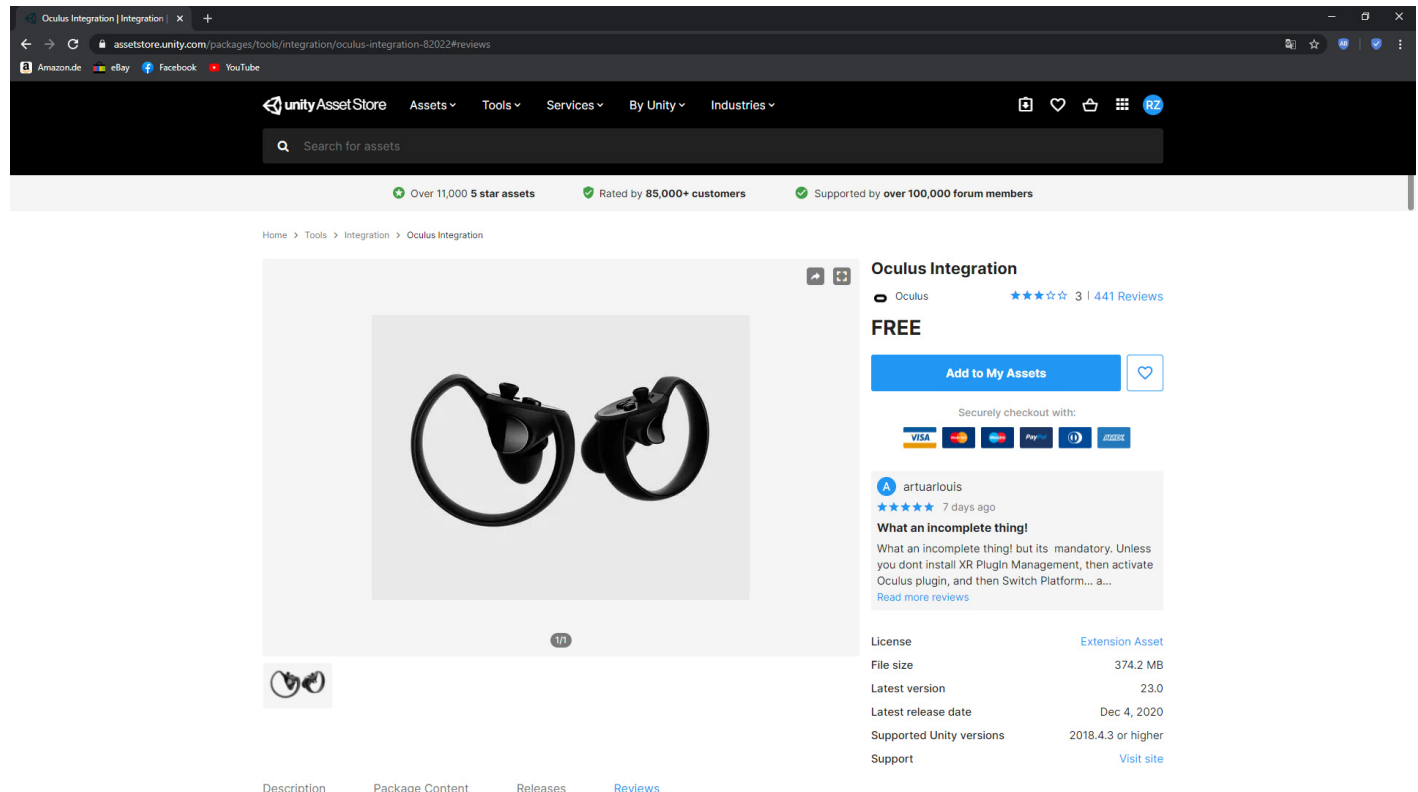 Oculus Integration | Integration |
assetstore.unity.com/packages/tools/integration/oculus-integration-82022#reviews
Amazon.de eBay Facebook YouTube
unity Asset Store Assets Tools Services By Unity Industries RZ
Search for assets
Over 11,000 5 star assets Rated by 85,000+ customers Supported by over 100,000 forum members
Home > Tools > Integration > Oculus Integration
Oculus Integration
Oculus 3 | 441 Reviews
FREE
Add to My Assets
Securely checkout with:
VISA PayPal
A artuarlouis
7 days ago
What an incomplete thing!
What an incomplete thing! but its mandatory. Unless
you dont install XR PlugIn Management, then activate
Oculus plugin, and then Switch Platform... a...
Read more reviews
1/1
License Extension Asset
File size 374.2 MB
Latest version 23.0
Latest release date Dec 4, 2020
Supported Unity versions 2018.4.3 or higher
Support Visit site
Description Package Content Releases Reviews